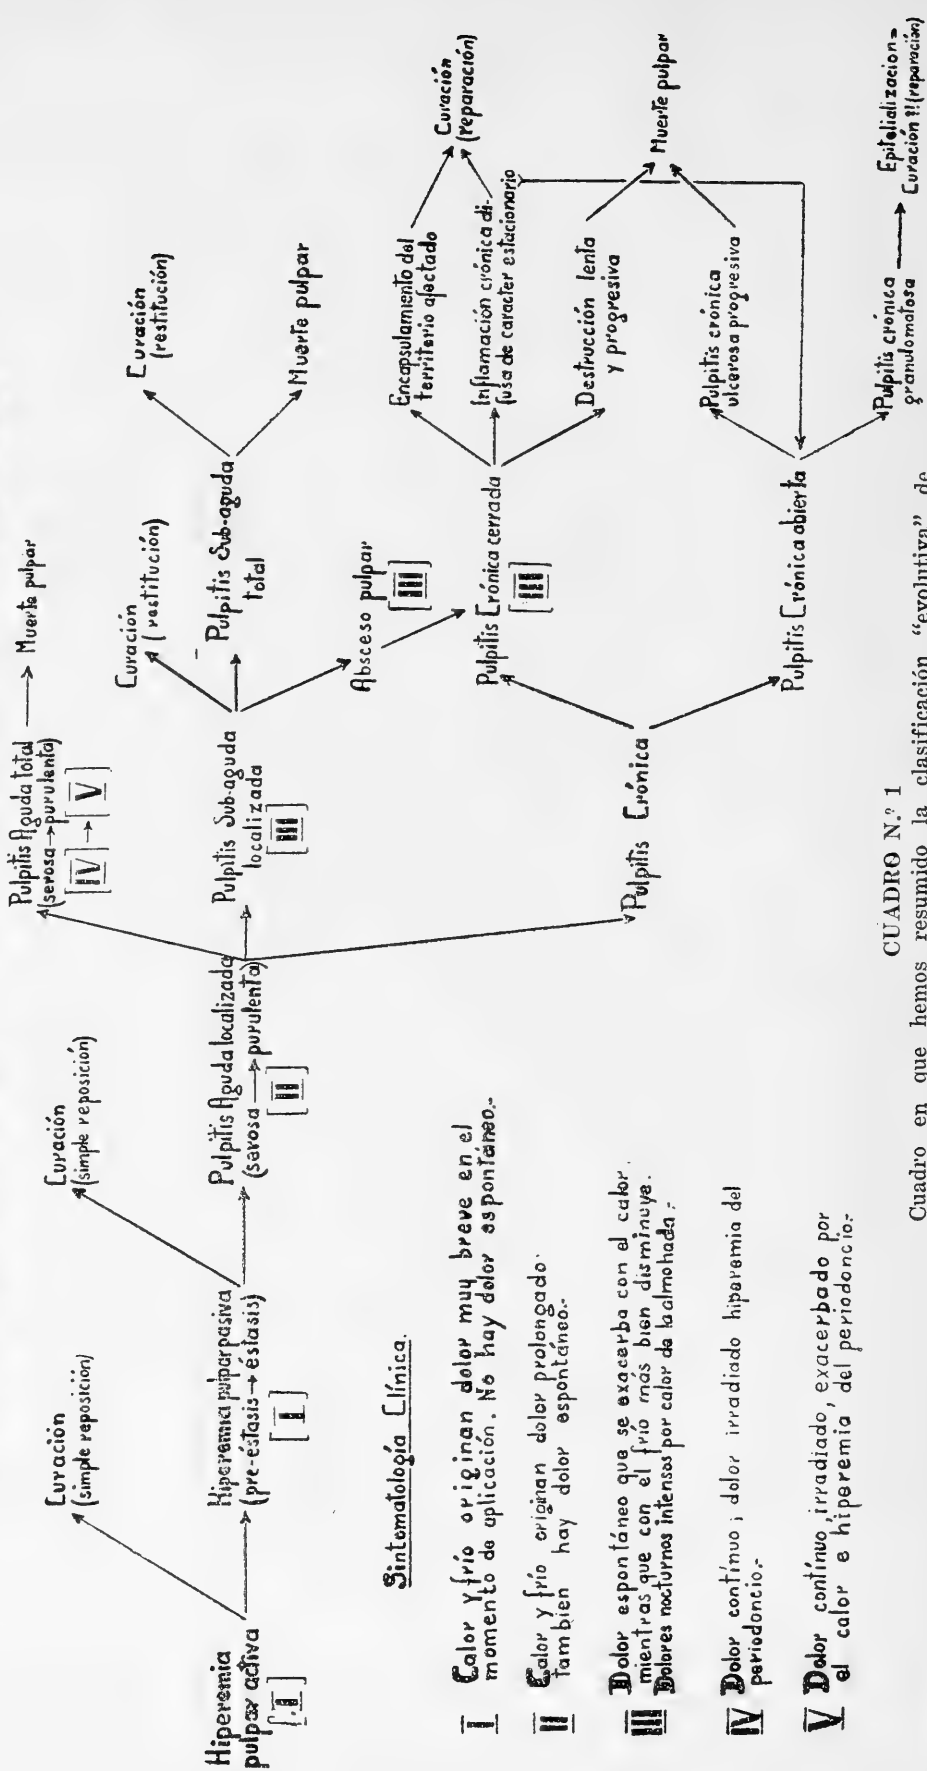 Hiperemia
pulpar activa
[I]
Curación
(simple reposición)
Hiperemia pulpar pasiva
(pre-éstasis→éstasis)
[I]
Curación
(simple reposición)
Pulpitis Aguda localizada
(serosa → purulenta)
[II]
Pulpitis Aguda total
(serosa→purulenta)
[IV]→[V]
Muerte pulpar
Pulpitis Sub-aguda
localizada
[III]
Curación
(restitución)
Pulpitis Sub-aguda
total
Curación
(restitución)
Muerte pulpar
Absceso pulpar
[III]
Pulpitis Crónica
Pulpitis Crónica cerrada
[III]
Encapsulamiento del
territorio afectado
Inflamación crónica di-
fusa de caracter estacionario
Curación
(reparación)
Destrucción lenta
y progresiva
Muerte pulpar
Pulpitis Crónica abierta
Pulpitis crónica
ulcerosa progresiva
Pulpitis crónica
granulomatosa
Epitelializacion=
Curación !!(reparación)
Sintomatología Clínica.
I Calor y frío originan dolor muy breve en el
momento de aplicación. No hay dolor espontáneo.-
II Calor y frío originan dolor prolongado.
tambien hay dolor espontáneo.-
III Dolor espontáneo que se exacerba con el calor.
mientras que con el frío más bien disminuye.
Dolores nocturnos intensos por calor de la almohada.-
IV Dolor contínuo; dolor irradiado hiperemia del
periodoncio.-
V Dolor contínuo, irradiado, exacerbado por
el calor e hiperemia del periodoncio.-
CUADRO N.º 1
Cuadro en que hemos resumido la clasificación "evolutiva" de